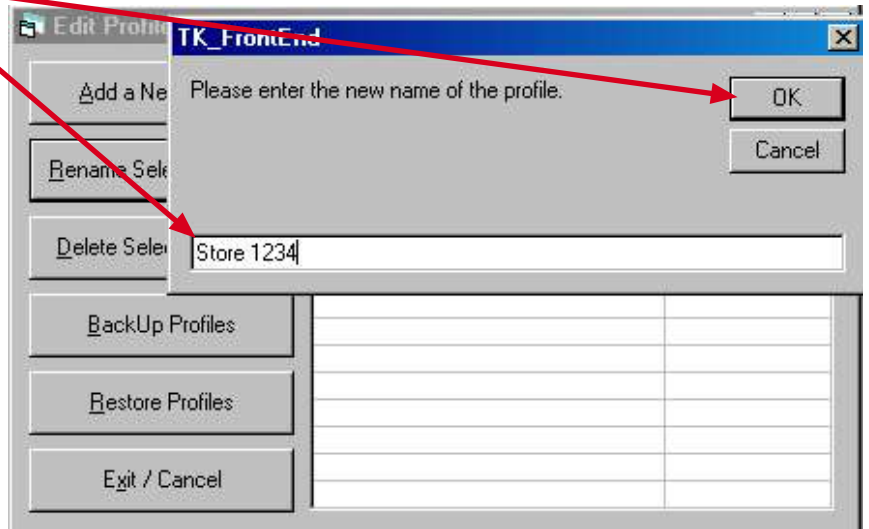 Edit Profile
TK_FrontEnd
Add a Ne
Please enter the new name of the profile.
OK
Cancel
Rename Sele
Delete Sele
Store 1234
BackUp Profiles
Restore Profiles
Exit / Cancel